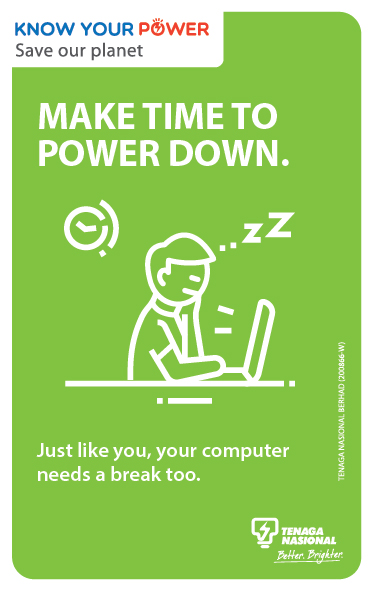 KNOW YOUR POWER
Save our planet
MAKE TIME TO
POWER DOWN.
..zZ
Just like you, your computer
needs a break too.
TENAGA NASIONAL BERHAD (200866-W)
TENAGA
NASIONAL
Better. Brighter.